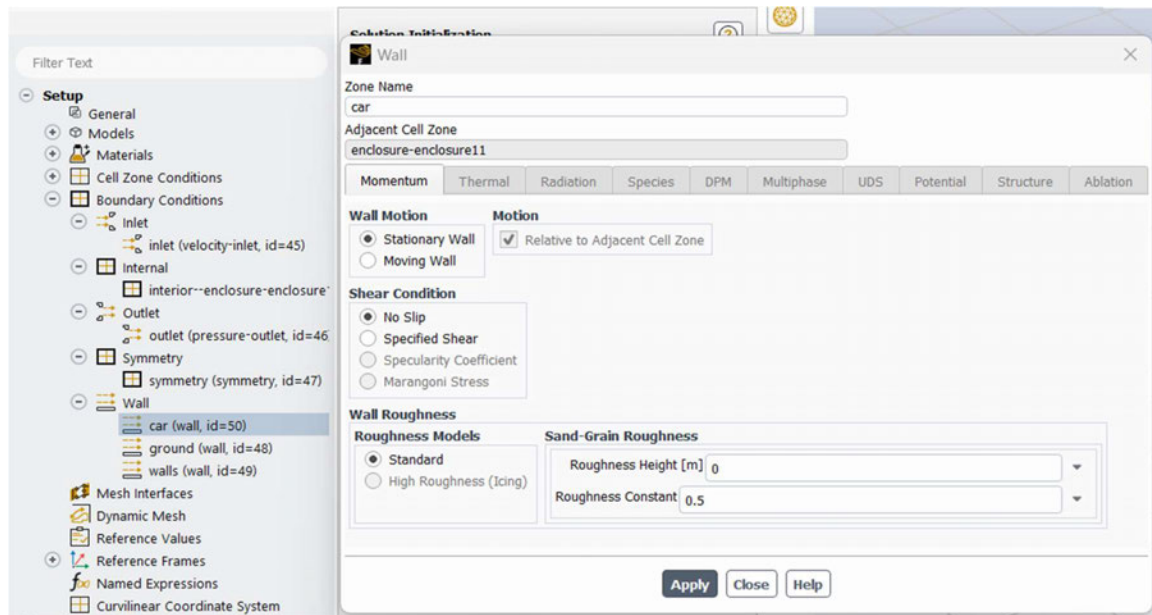 Solution Initialization
?
Filter Text
Setup
General
Models
Materials
Cell Zone Conditions
Boundary Conditions
Inlet
inlet (velocity-inlet, id=45)
Internal
interior--enclosure-enclosure
Outlet
outlet (pressure-outlet, id=46
Symmetry
symmetry (symmetry, id=47)
Wall
car (wall, id=50)
ground (wall, id=48)
walls (wall, id=49)
Mesh Interfaces
Dynamic Mesh
Reference Values
Reference Frames
Named Expressions
Curvilinear Coordinate System
Wall
Zone Name
car
Adjacent Cell Zone
enclosure-enclosure11
Momentum Thermal Radiation Species DPM Multiphase UDS Potential Structure Ablation
Wall Motion Motion
Stationary Wall Relative to Adjacent Cell Zone
Moving Wall
Shear Condition
No Slip
Specified Shear
Specularity Coefficient
Marangoni Stress
Wall Roughness
Roughness Models Sand-Grain Roughness
Standard Roughness Height [m] 0
High Roughness (Icing) Roughness Constant 0.5
Apply Close Help